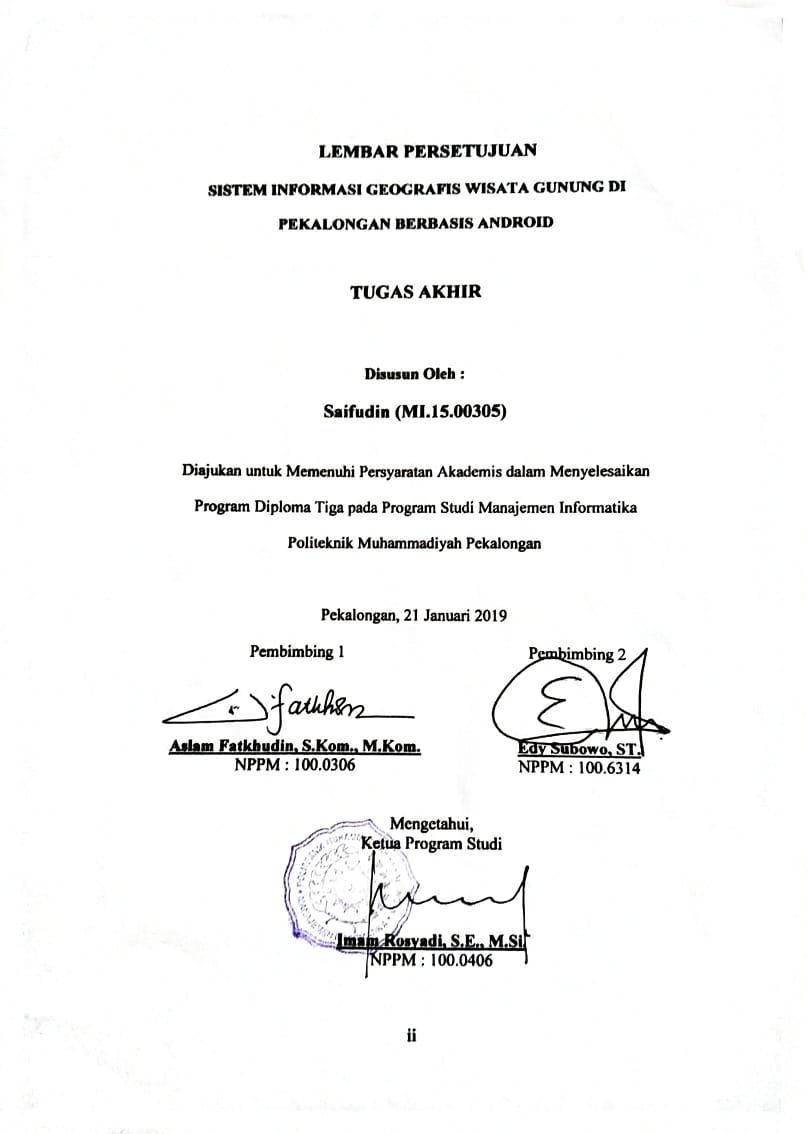 LEMBAR PERSETUJUAN
SISTEM INFORMASI GEOGRAFIS WISATA GUNUNG DI
PEKALONGAN BERBASIS ANDROID
TUGAS AKHIR
Disusun Oleh :
Saifudin (MI.15.00305)
Diajukan untuk Memenuhi Persyaratan Akademis dalam Menyelesaikan
Program Diploma Tiga pada Program Studi Manajemen Informatika
Politeknik Muhammadiyah Pekalongan
Pekalongan, 21 Januari 2019
Pembimbing 1
Pembimbing 2
Aslam Fatkhudin, S.Kom., M.Kom.
Edy Subowo, ST.
NPPM : 100.0306
NPPM : 100.6314
Mengetahui,
Ketua Program Studi
Imam Rosyadi, S.E., M.Si
NPPM : 100.0406
ii